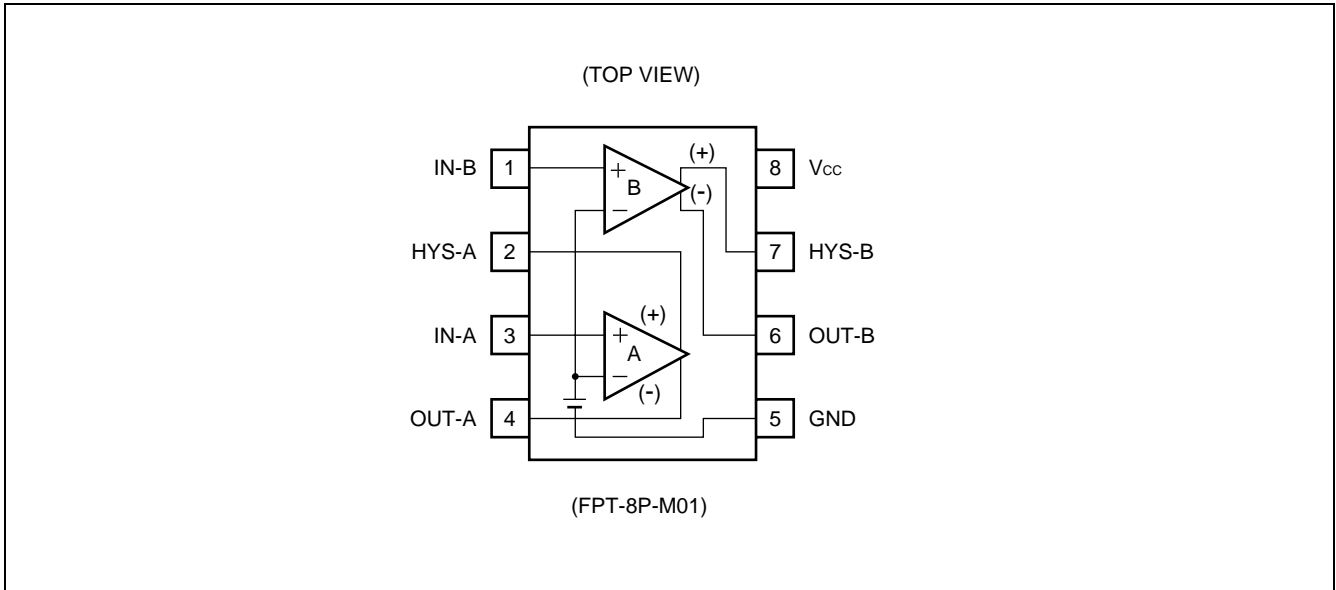 (TOP VIEW)
IN-B 1
HYS-A 2
IN-A 3
OUT-A 4
+ B −
(+)
(-)
(+)
+ A −
(-)
8 Vcc
7 HYS-B
6 OUT-B
5 GND
(FPT-8P-M01)